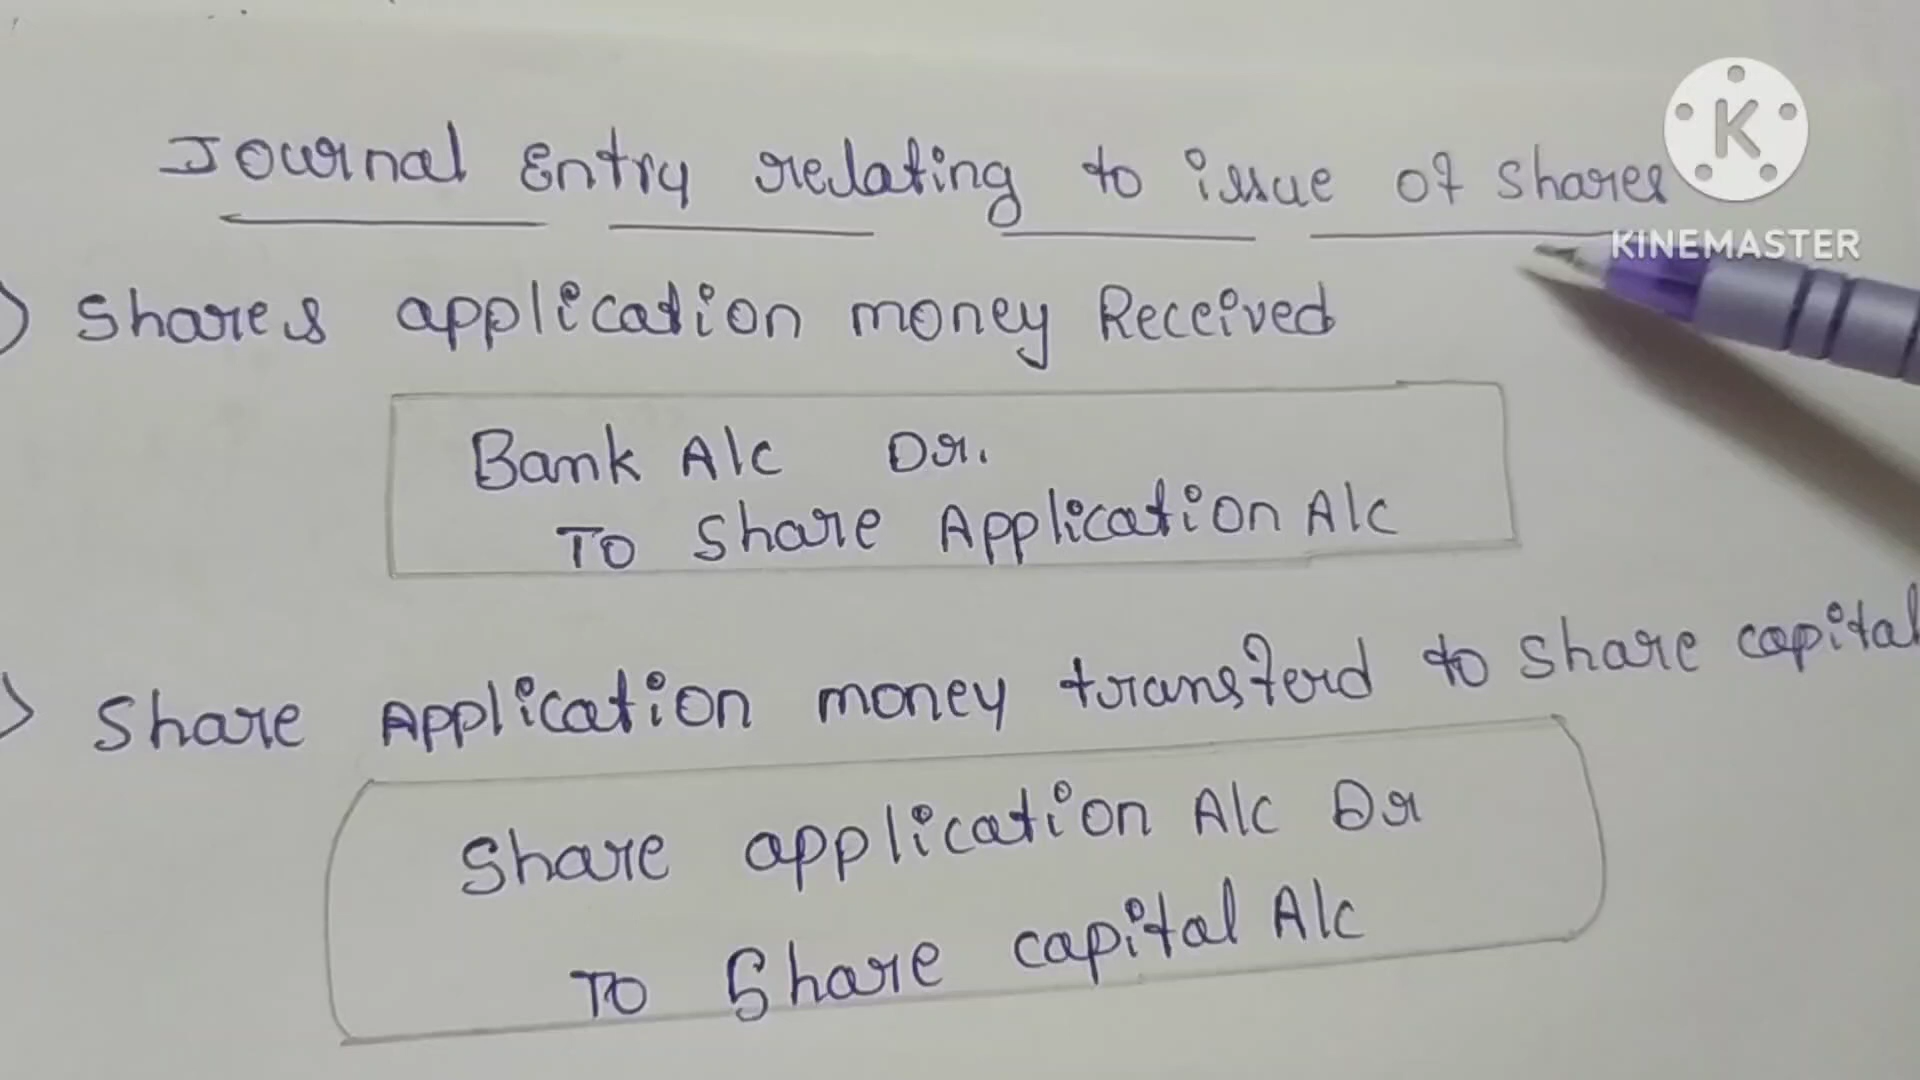 Journal Entry relating to issue of shares
K
KINEMASTER
) Shares application money Received
Bank A/c Dr.
To Share Application A/c
) Share Application money transferd to share capital
Share application A/c Dr
To Share capital A/c